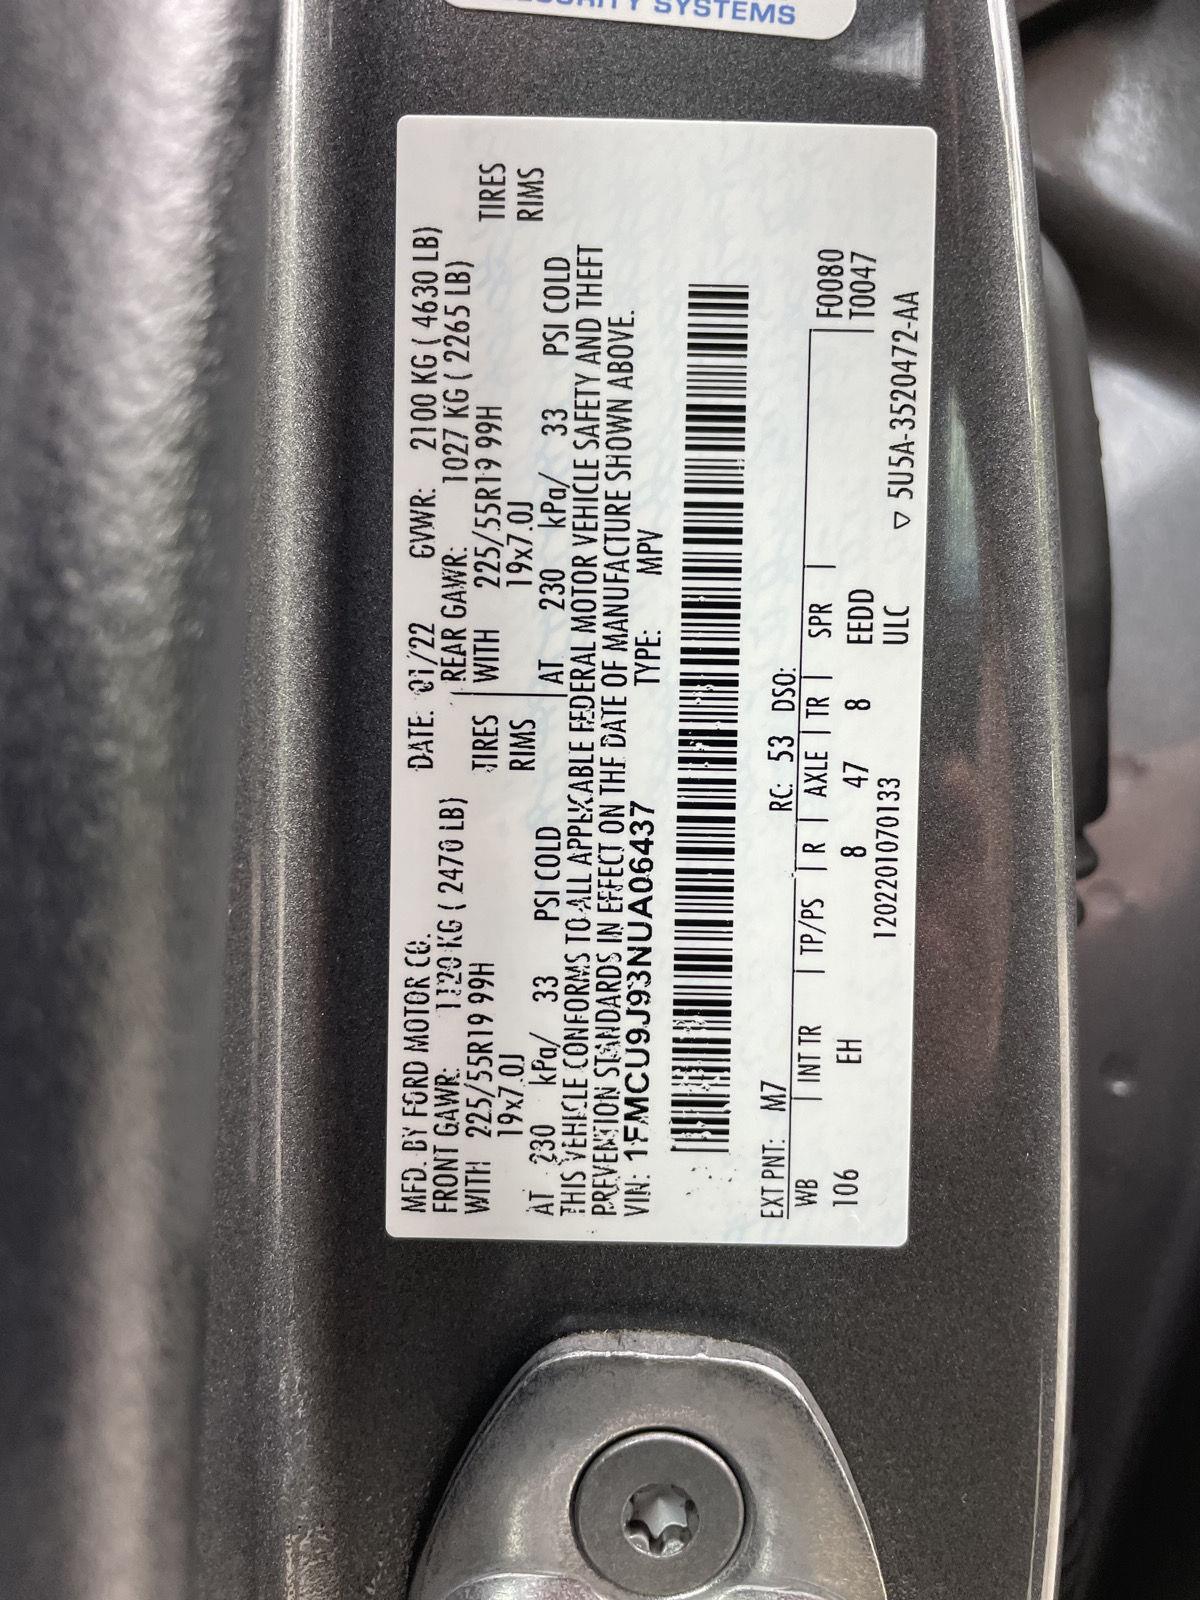 SECURITY SYSTEMS
MFD. BY FORD MOTOR CO. DATE: 01/22 GVWR: 2100 KG ( 4630 LB)
FRONT GAWR: 1120 KG ( 2470 LB) REAR GAWR: 1027 KG ( 2265 LB)
WITH 225/55R19 99H TIRES WITH 225/55R19 99H TIRES
19x7.0J RIMS 19x7.0J RIMS
AT 230 kPa/ 33 PSI COLD AT 230 kPa/ 33 PSI COLD
THIS VEHICLE CONFORMS TO ALL APPLICABLE FEDERAL MOTOR VEHICLE SAFETY AND THEFT
PREVENTION STANDARDS IN EFFECT ON THE DATE OF MANUFACTURE SHOWN ABOVE.
VIN: 1FMCU9J93NUA06437 TYPE: MPV
EXT PNT: M7 RC: 53 DSO:
WB INT TR TP/PS R AXLE TR SPR F0080
106 EH 8 47 8 EEDD T0047
120220107013​3 ULC
▽ 5U5A-3520472-AA